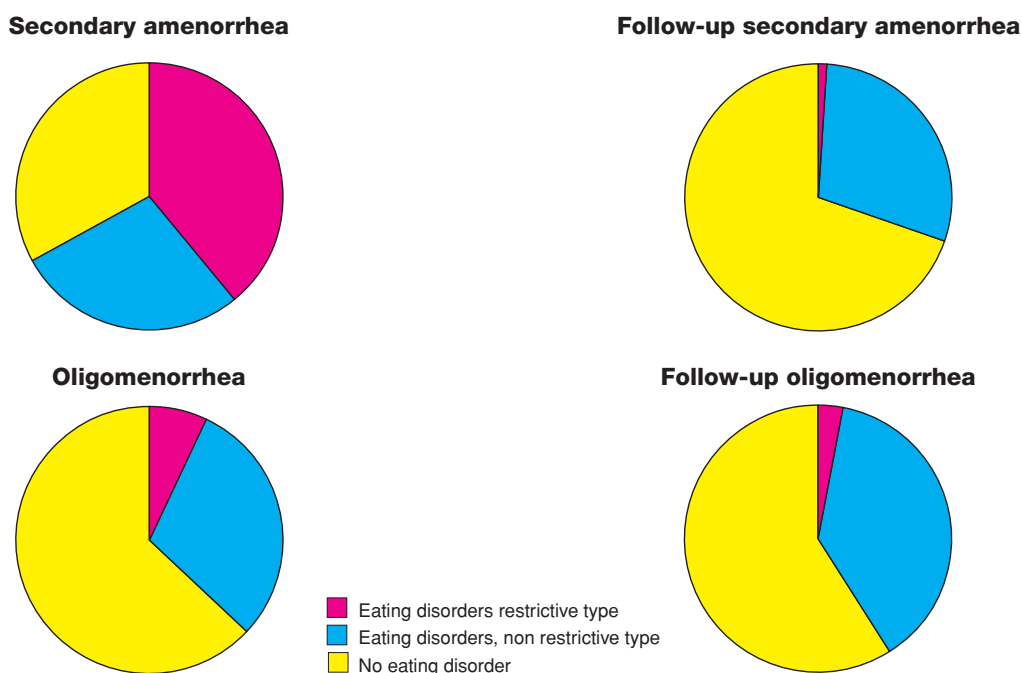 Secondary amenorrhea
Follow-up secondary amenorrhea
Oligomenorrhea
Follow-up oligomenorrhea
Eating disorders restrictive type
Eating disorders, non restrictive type
No eating disorder